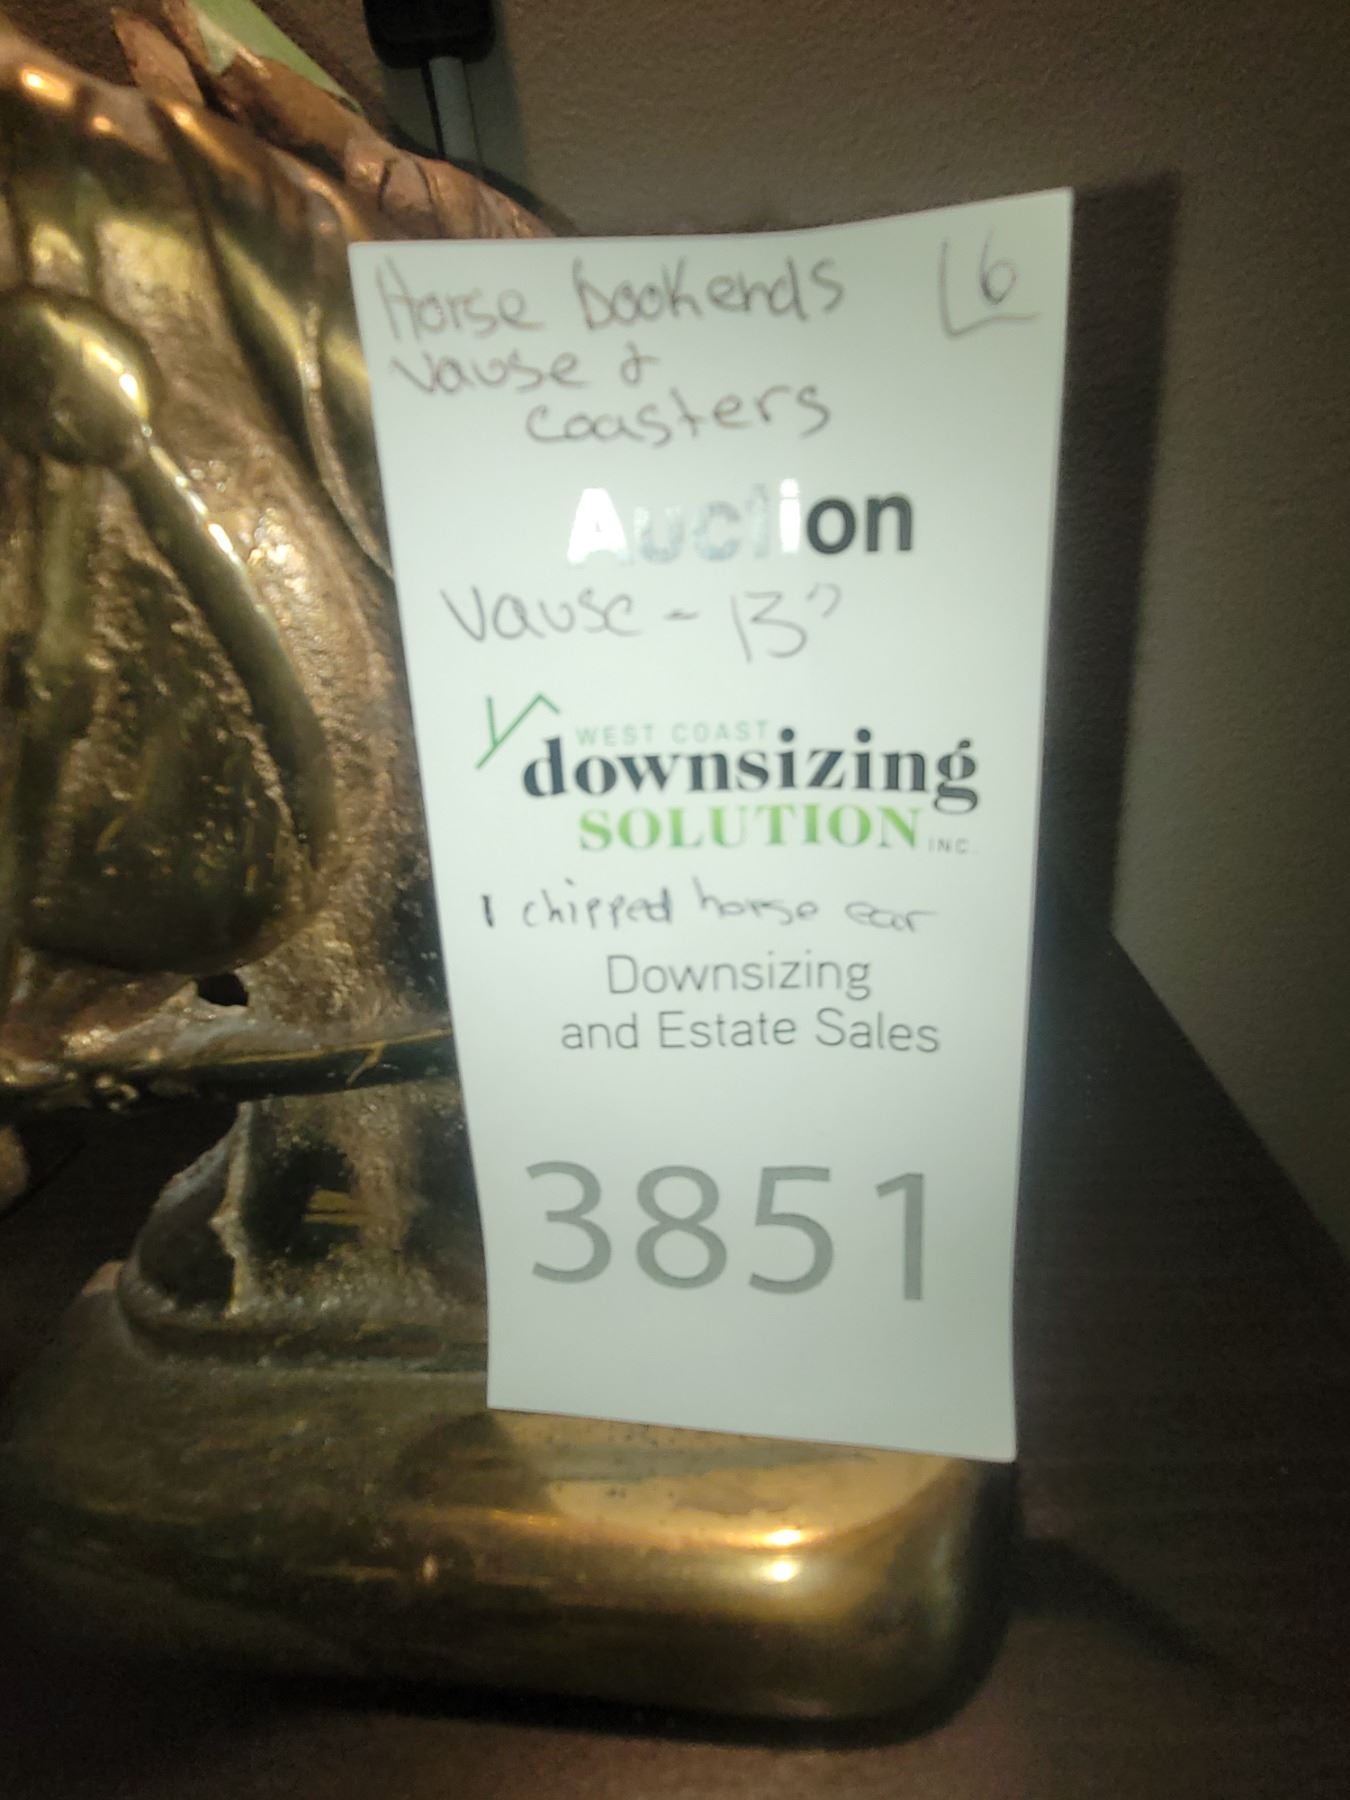 Horse bookends L6
Vause &
coasters
Auction
Vause - 13"
WEST COAST
downsizing
SOLUTION INC.
1 chipped horse ear
Downsizing
and Estate Sales
3851